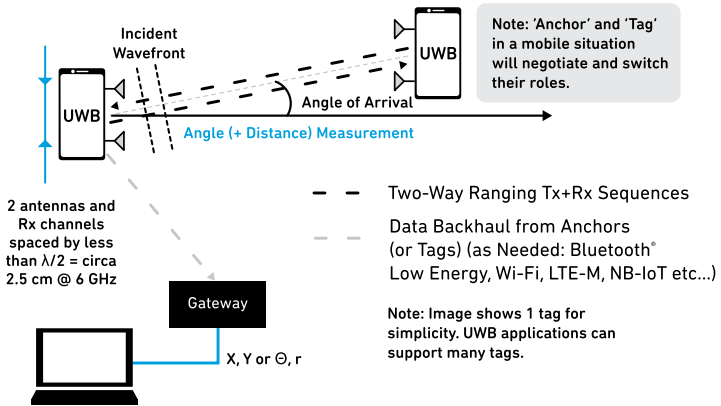 Incident
Wavefront
UWB
Note: ‘Anchor’ and ‘Tag’
in a mobile situation
will negotiate and switch
their roles.
UWB
Angle of Arrival
Angle (+ Distance) Measurement
2 antennas and
Rx channels
spaced by less
than λ/2 = circa
2.5 cm @ 6 GHz
Two-Way Ranging Tx+Rx Sequences
Data Backhaul from Anchors
(or Tags) (as Needed: Bluetooth®
Low Energy, Wi-Fi, LTE-M, NB-IoT etc...)
Gateway
Note: Image shows 1 tag for
simplicity. UWB applications can
support many tags.
X, Y or Θ, r